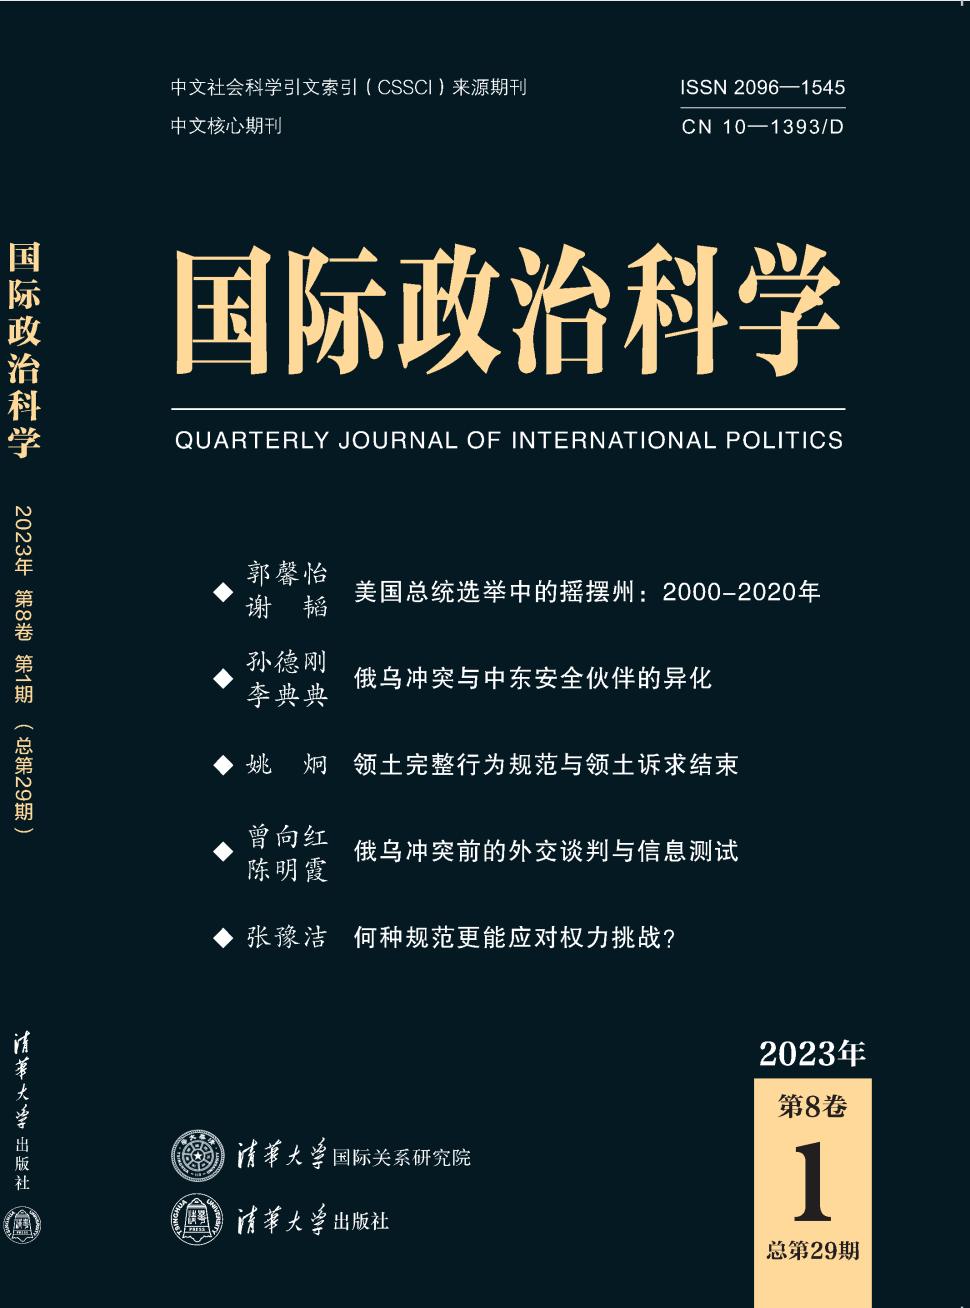 中文社会科学引文索引（CSSCI）来源期刊
中文核心期刊
ISSN 2096—1545
CN 10—1393/D
国际政治科学
QUARTERLY JOURNAL OF INTERNATIONAL POLITICS
◆ 郭馨怡
谢 韬
美国总统选举中的摇摆州：2000-2020年
◆ 孙德刚
李典典
俄乌冲突与中东安全伙伴的异化
◆ 姚 炯 领土完整行为规范与领土诉求结束
◆ 曾向红
陈明霞
俄乌冲突前的外交谈判与信息测试
◆ 张豫洁 何种规范更能应对权力挑战？
2023年
第8卷
1
总第29期
清华大学国际关系研究院
清华大学出版社
国际政治科学
2023年 第8卷 第1期 （总第29期）
清华大学出版社